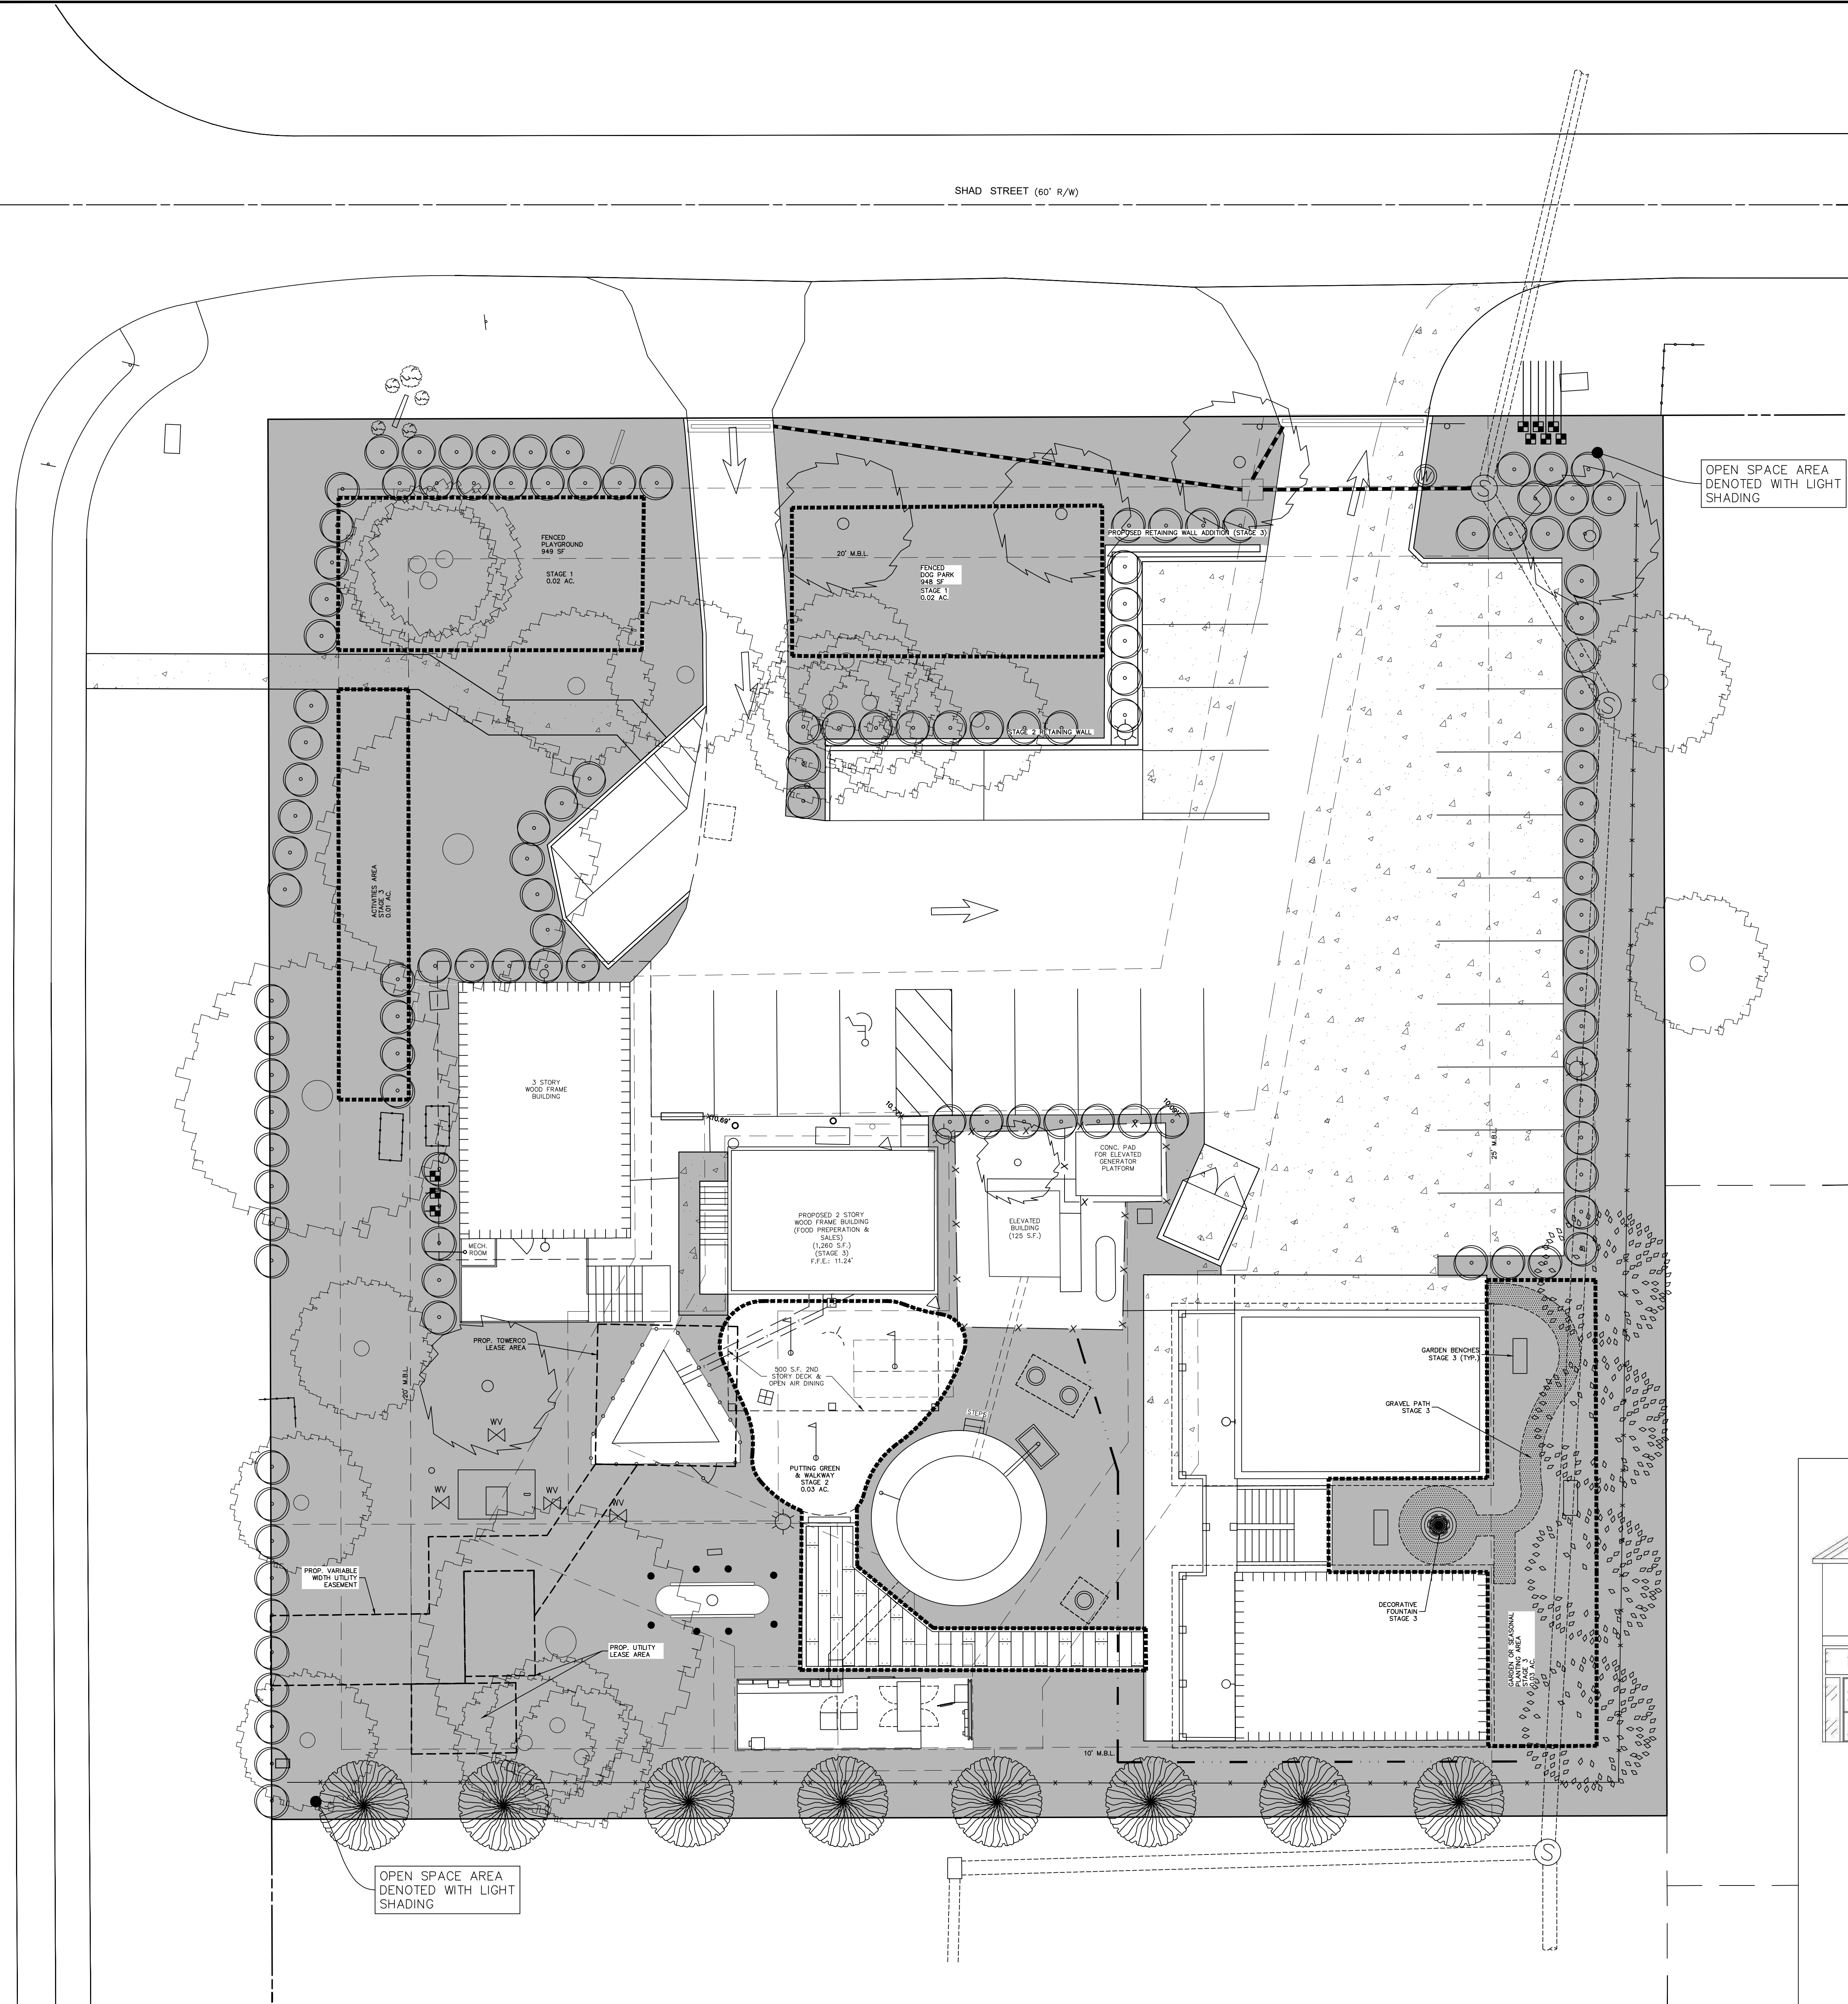 SHAD STREET (60' R/W)
OPEN SPACE AREA
DENOTED WITH LIGHT
SHADING
FENCED
PLAYGROUND
949 SF
STAGE 1
0.02 AC.
20' M.B.L.
FENCED
DOG PARK
948 SF
STAGE 1
0.02 AC.
PROPOSED RETAINING WALL ADDITION (STAGE 3)
STAGE 2 RETAINING WALL
S
S
ACTIVITIES AREA
STAGE 3
0.01 AC.
3 STORY
WOOD FRAME
BUILDING
10.69'
CONC. PAD
FOR ELEVATED
GENERATOR
PLATFORM
25' M.B.L.
PROPOSED 2 STORY
WOOD FRAME BUILDING
(FOOD PREPERATION &
SALES)
(1,260 S.F.)
(STAGE 3)
F.F.E.: 11.24'
ELEVATED
BUILDING
(125 S.F.)
MECH.
ROOM
PROP. TOWERCO
LEASE AREA
500 S.F. 2ND
STORY DECK &
OPEN AIR DINING
GARDEN BENCHES
STAGE 3 (TYP.)
20' M.B.L.
GRAVEL PATH
STAGE 3
STEPS
WV
WV
WV
WV
PUTTING GREEN
& WALKWAY
STAGE 2
0.03 AC.
PROP. VARIABLE
WIDTH UTILITY
EASEMENT
DECORATIVE
FOUNTAIN
STAGE 3
PROP. UTILITY
LEASE AREA
GARDEN OR SEASONAL
PLANTING AREA
STAGE 3
0.03 AC.
10' M.B.L.
S
OPEN SPACE AREA
DENOTED WITH LIGHT
SHADING